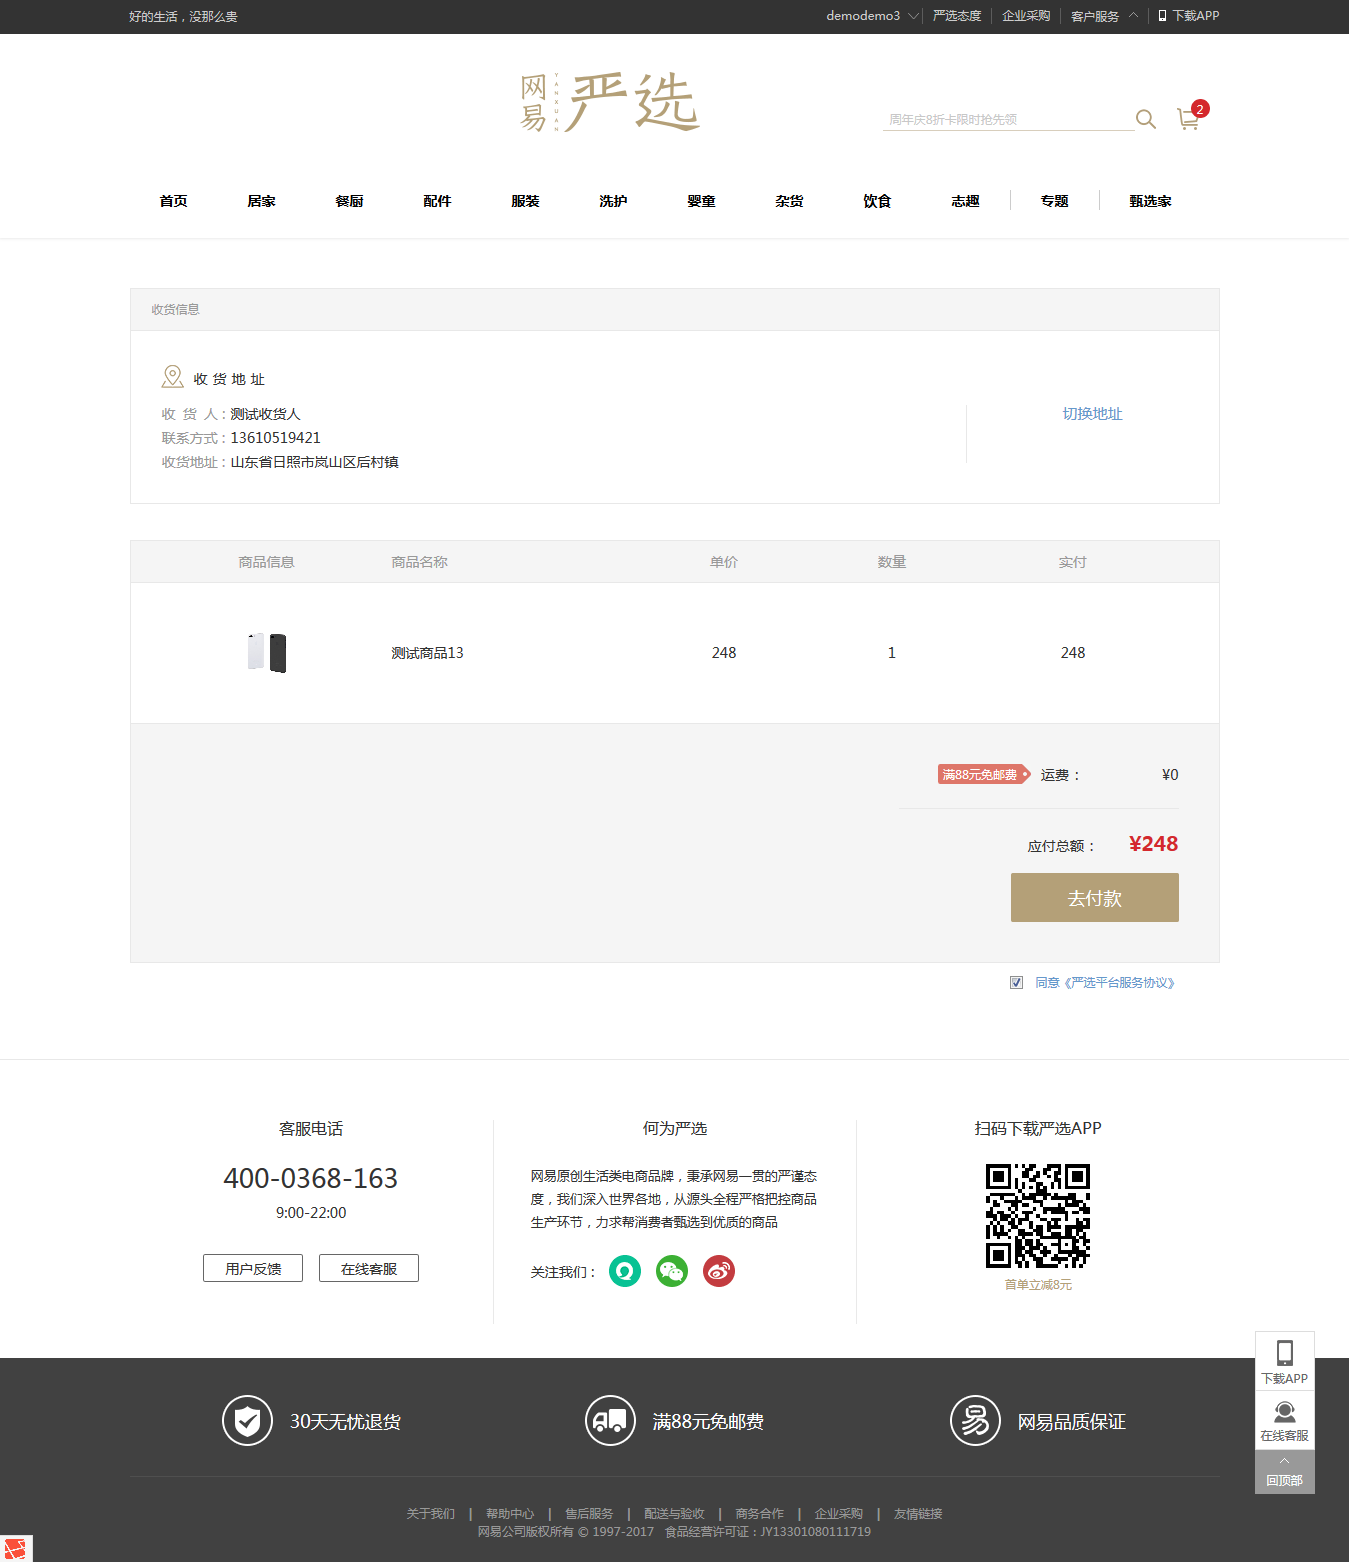 好的生活，没那么贵
demodemo3 严选态度 企业采购 客户服务 下载APP
网易 YANXUAN 严选
周年庆8折卡限时抢先领 2
首页 居家 餐厨 配件 服装 洗护 婴童 杂货 饮食 志趣 专题 甄选家
收货信息
收货地址
收 货 人：测试收货人
切换地址
联系方式：13610519421
收货地址：山东省日照市岚山区后村镇
商品信息 商品名称 单价 数量 实付
测试商品13 248 1 248
满88元免邮费 运费： ¥0
应付总额： ¥248
去付款
同意《严选平台服务协议》
客服电话
400-0368-163
9:00-22:00
用户反馈 在线客服
何为严选
网易原创生活类电商品牌，秉承网易一贯的严谨态
度，我们深入世界各地，从源头全程严格把控商品
生产环节，力求帮消费者甄选到优质的商品
关注我们：
扫码下载严选APP
首单立减8元
下载APP
在线客服
回顶部
30天无忧退货 满88元免邮费 易 网易品质保证
关于我们 | 帮助中心 | 售后服务 | 配送与验收 | 商务合作 | 企业采购 | 友情链接
网易公司版权所有 © 1997-2017 食品经营许可证：JY13301080111719